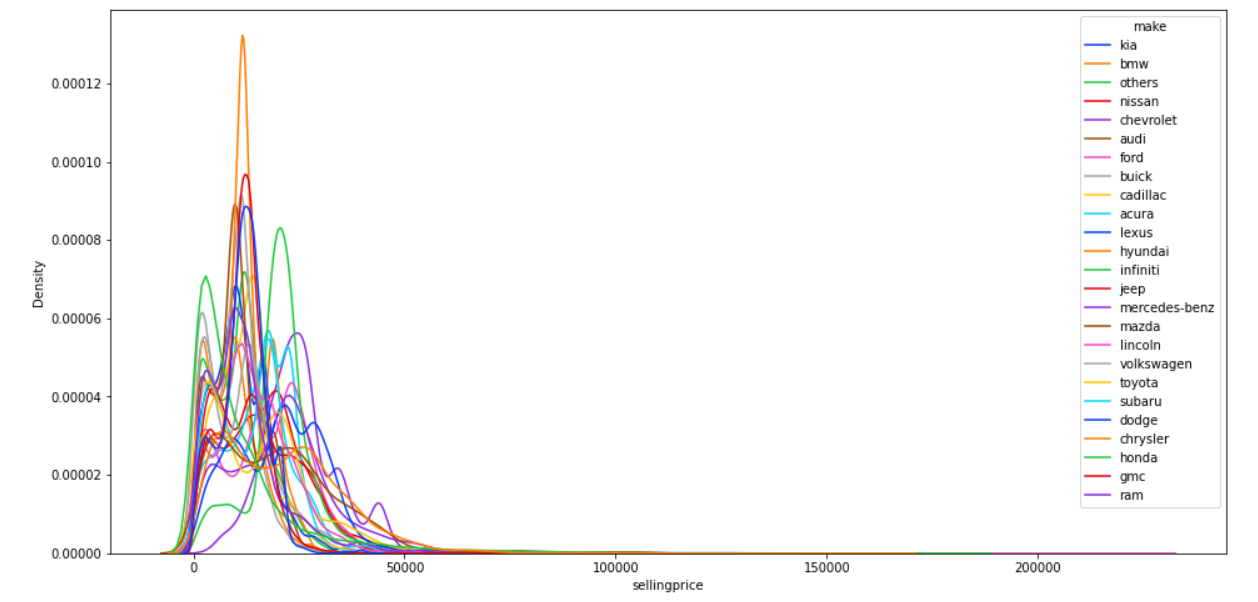 make
kia
bmw
others
nissan
chevrolet
audi
ford
buick
cadillac
acura
lexus
hyundai
infiniti
jeep
mercedes-benz
mazda
lincoln
volkswagen
toyota
subaru
dodge
chrysler
honda
gmc
ram
Density
0.00012
0.00010
0.00008
0.00006
0.00004
0.00002
0.00000
0
50000
100000
150000
200000
sellingprice